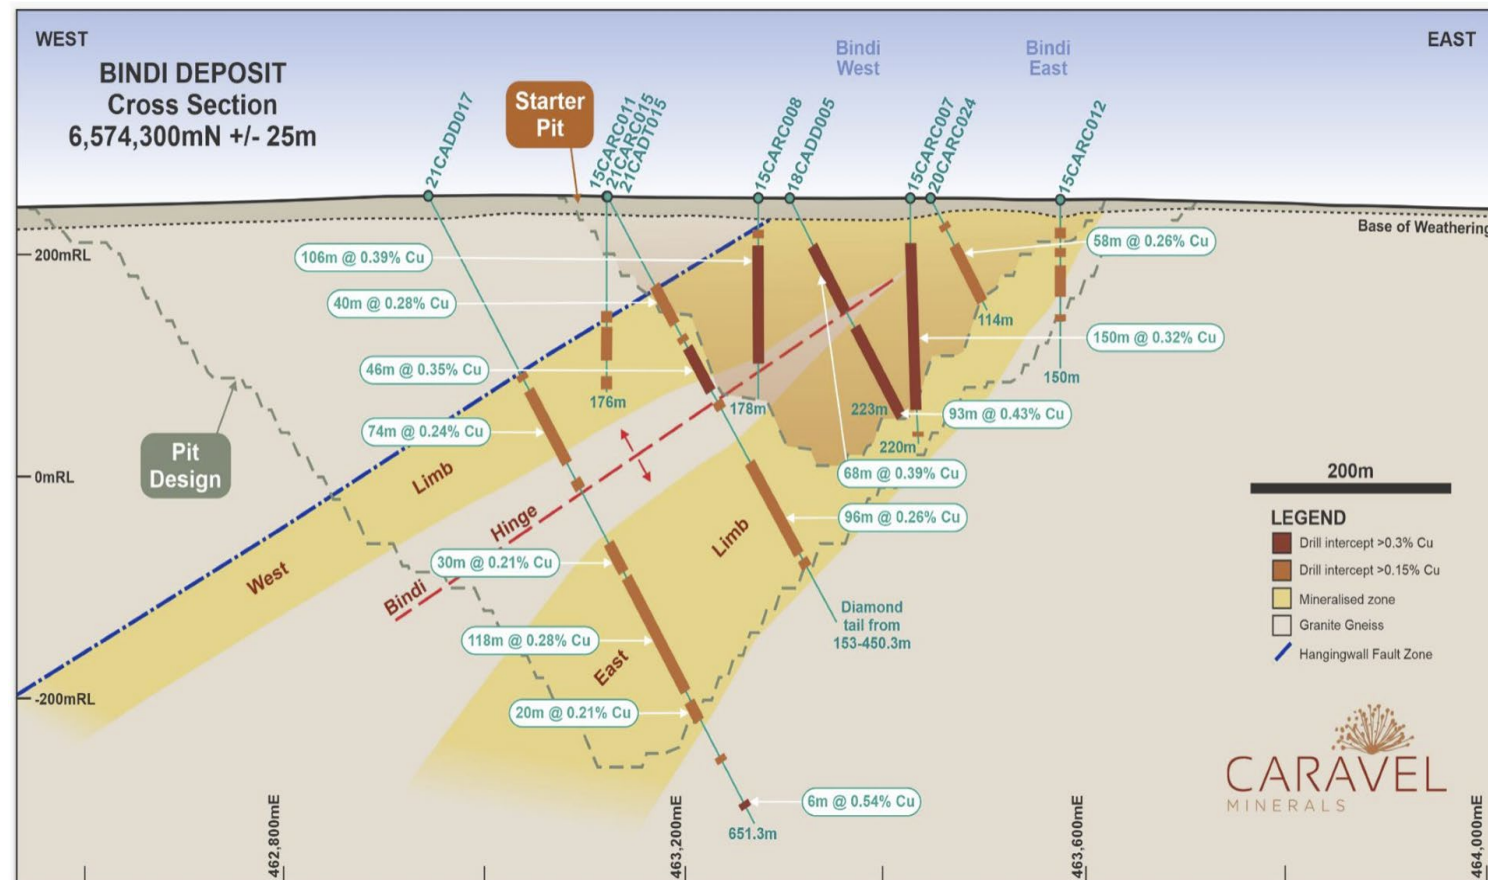 WEST
EAST
BINDI DEPOSIT
Cross Section
6,574,300mN +/- 25m
Starter
Pit
Bindi
West
Bindi
East
21CADD017
15CARC011
21CARC015
21CADT015
15CARC008
18CADD005
15CARC007
20CARC024
15CARC012
Base of Weathering
200mRL
0mRL
-200mRL
106m @ 0.39% Cu
40m @ 0.28% Cu
46m @ 0.35% Cu
74m @ 0.24% Cu
30m @ 0.21% Cu
118m @ 0.28% Cu
20m @ 0.21% Cu
58m @ 0.26% Cu
150m @ 0.32% Cu
93m @ 0.43% Cu
68m @ 0.39% Cu
96m @ 0.26% Cu
6m @ 0.54% Cu
176m
178m
223m
220m
114m
150m
651.3m
Diamond
tail from
153-450.3m
Pit
Design
West
Limb
Bindi
Hinge
East
Limb
200m
LEGEND
Drill intercept >0.3% Cu
Drill intercept >0.15% Cu
Mineralised zone
Granite Gneiss
Hangingwall Fault Zone
CARAVEL
MINERALS
462,800mE
463,200mE
463,600mE
464,000mE